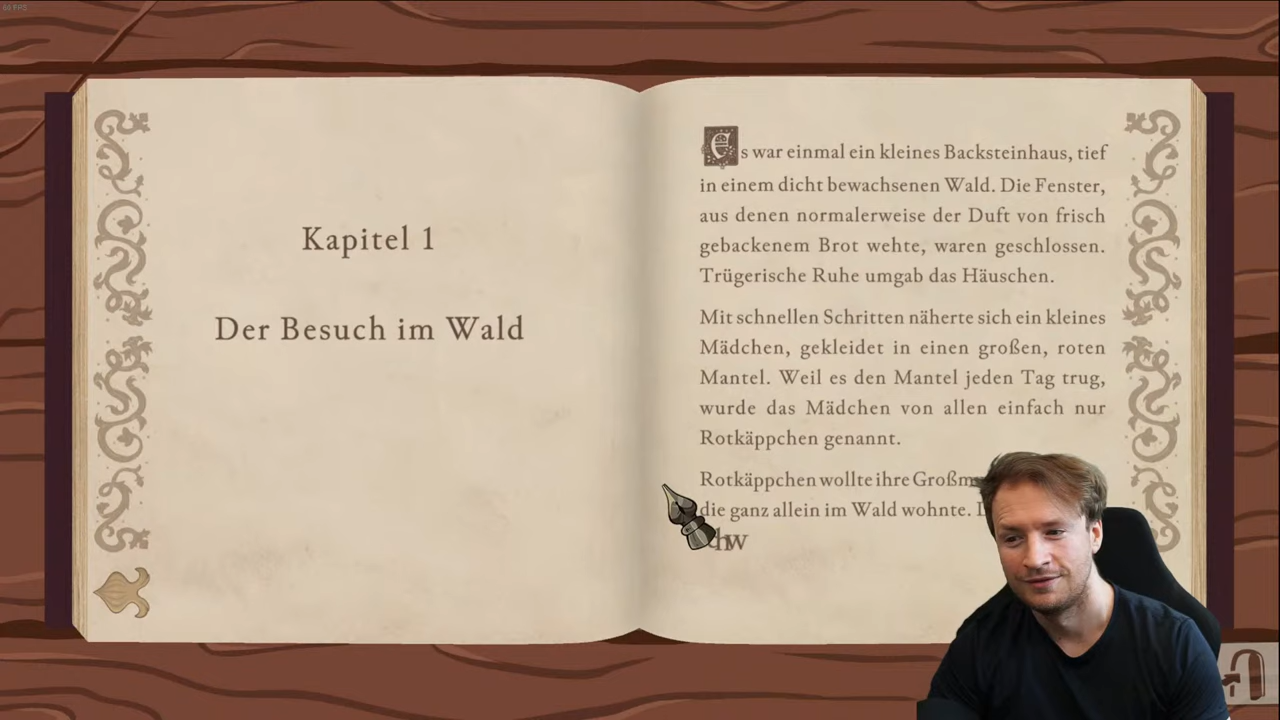 60 FPS
Kapitel 1
Der Besuch im Wald
Es war einmal ein kleines Backsteinhaus, tief
in einem dicht bewachsenen Wald. Die Fenster,
aus denen normalerweise der Duft von frisch
gebackenem Brot wehte, waren geschlossen.
Trügerische Ruhe umgab das Häuschen.
Mit schnellen Schritten näherte sich ein kleines
Mädchen, gekleidet in einen großen, roten
Mantel. Weil es den Mantel jeden Tag trug,
wurde das Mädchen von allen einfach nur
Rotkäppchen genannt.
Rotkäppchen wollte ihre
die ganz allein im Wald wohnte.